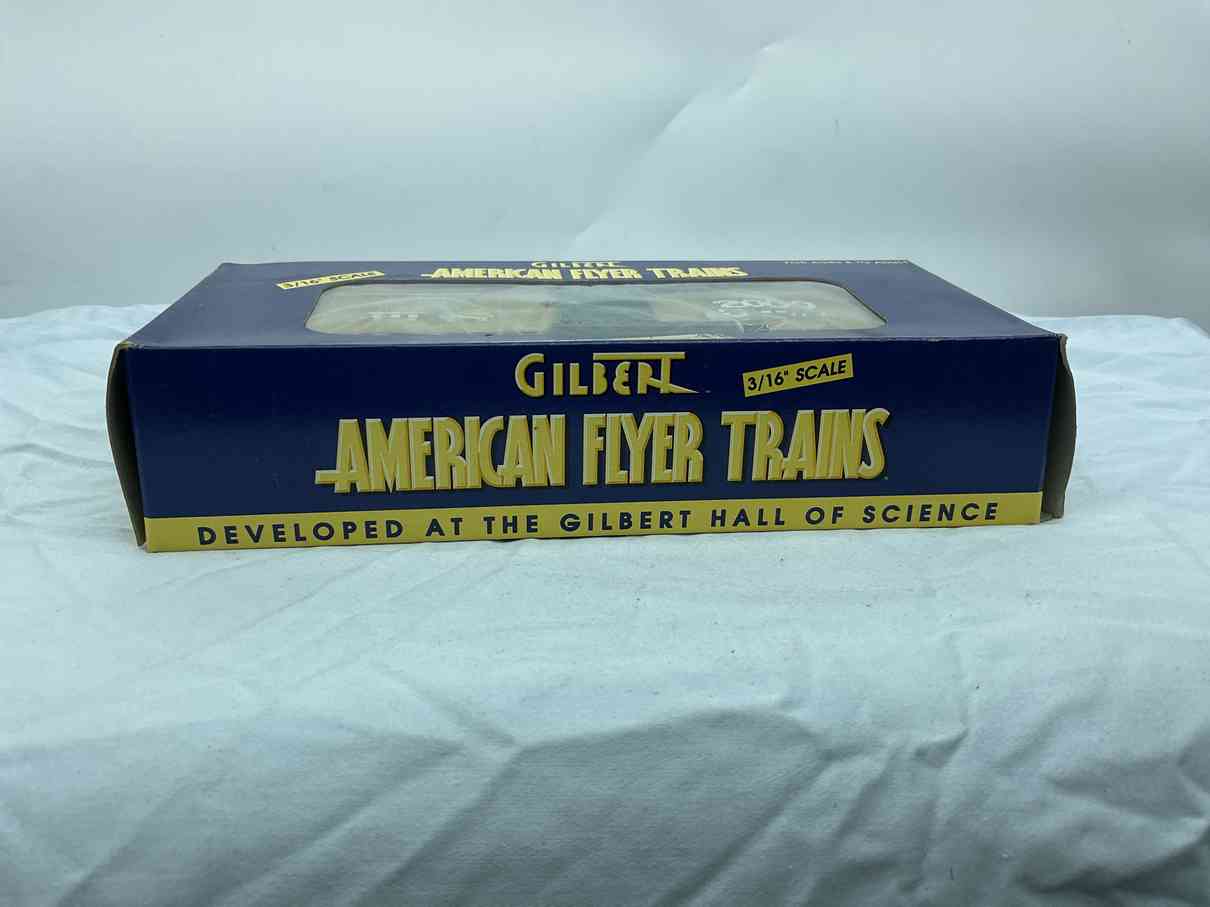 GILBERT
3/16" SCALE
AMERICAN FLYER TRAINS
GILBERT
3/16" SCALE
AMERICAN FLYER TRAINS
DEVELOPED AT THE GILBERT HALL OF SCIENCE